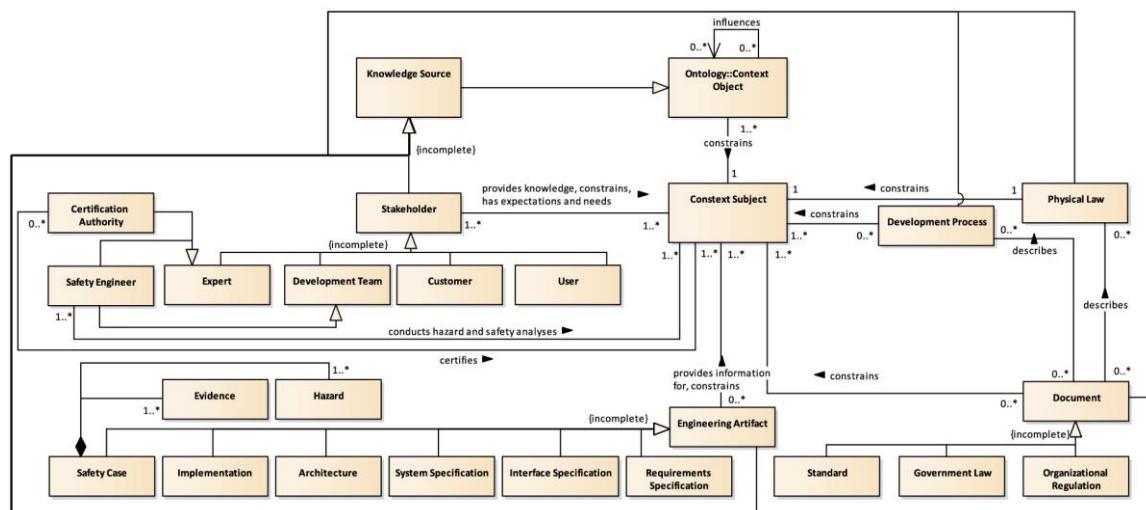 influences
0..*
0..*
Knowledge Source
Ontology::Context
Object
{incomplete}
1..*
constrains
1
provides knowledge, constrains,
has expectations and needs
Certification
Authority
0..*
Stakeholder
1..*
1..*
Constext Subject
1
constrains
1
Physical Law
constrains
0..*
1..*
Development Process
0..*
0..*
describes
{incomplete}
1..*
1..*
1..*
1..*
Safety Engineer
Expert
Development Team
Customer
User
1..*
conducts hazard and safety analyses
describes
certifies
1..*
provides information
for, constrains
constrains
0..*
0..*
Evidence
Hazard
1..*
0..*
0..*
Document
{incomplete}
Engineering Artifact
{incomplete}
Safety Case
Implementation
Architecture
System Specification
Interface Specification
Requirements
Specification
Standard
Government Law
Organizational
Regulation